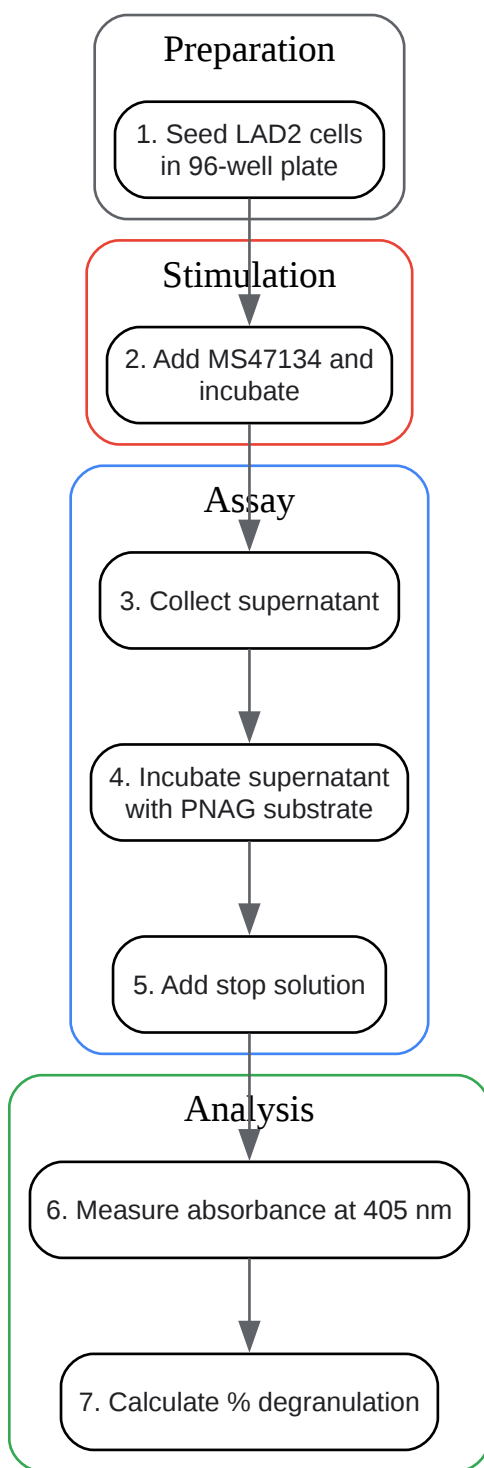 Preparation
1. Seed LAD2 cells
in 96-well plate
Stimulation
2. Add MS47134 and
incubate
Assay
3. Collect supernatant
4. Incubate supernatant
with PNAG substrate
5. Add stop solution
Analysis
6. Measure absorbance at 405 nm
7. Calculate % degranulation